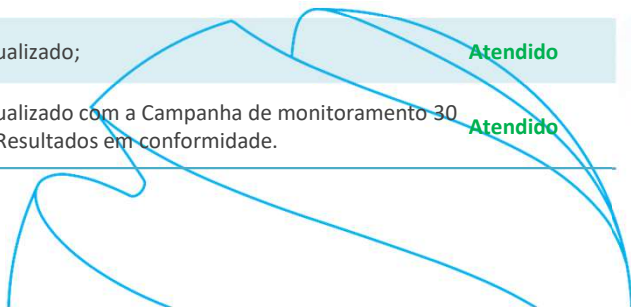 ualizado; Atendido
ualizado com a Campanha de monitoramento 30
Atendido
Resultados em conformidade.